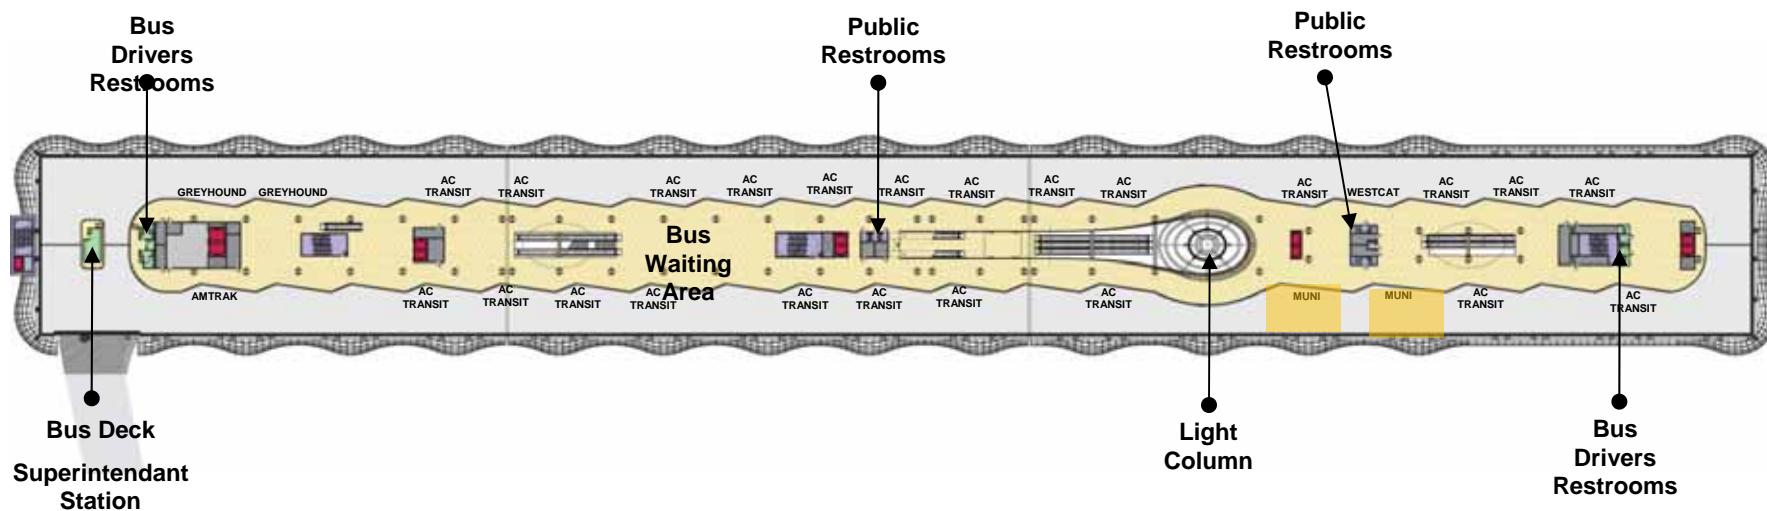 Bus
Drivers
Restrooms
Public
Restrooms
Public
Restrooms
GREYHOUND
GREYHOUND
AC
TRANSIT
AC
TRANSIT
AC
TRANSIT
AC
TRANSIT
AC
TRANSIT
AC
TRANSIT
AC
TRANSIT
AC
TRANSIT
AC
TRANSIT
AC
TRANSIT
WESTCAT
AC
TRANSIT
AC
TRANSIT
AC
TRANSIT
Bus
Waiting
Area
AMTRAK
AC
TRANSIT
AC
TRANSIT
AC
TRANSIT
AC
TRANSIT
AC
TRANSIT
AC
TRANSIT
AC
TRANSIT
AC
TRANSIT
MUNI
MUNI
AC
TRANSIT
AC
TRANSIT
Bus Deck
Superintendant
Station
Light
Column
Bus
Drivers
Restrooms